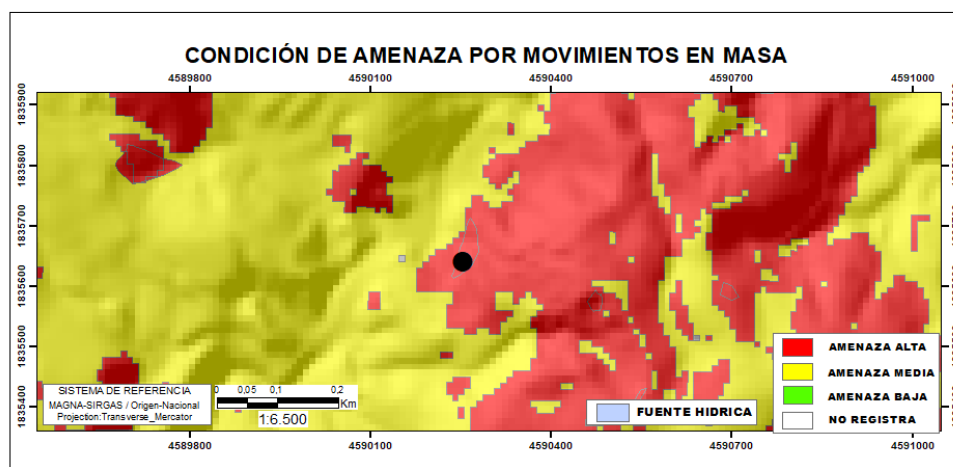 CONDICIÓN DE AMENAZA POR MOVIMIENTOS EN MASA
4589800 4590100 4590400 4590700 4591000
1835900
1835800
1835700
1835600
1835500
1835400
AMENAZA ALTA
AMENAZA MEDIA
AMENAZA BAJA
NO REGISTRA
FUENTE HIDRICA
SISTEMA DE REFERENCIA
MAGNA-SIRGAS / Origen-Nacional
Projection:Transverse_Mercator
0 0,05 0,1 0,2
Km
1:6.500
4589800 4590100 4590400 4590700 4591000